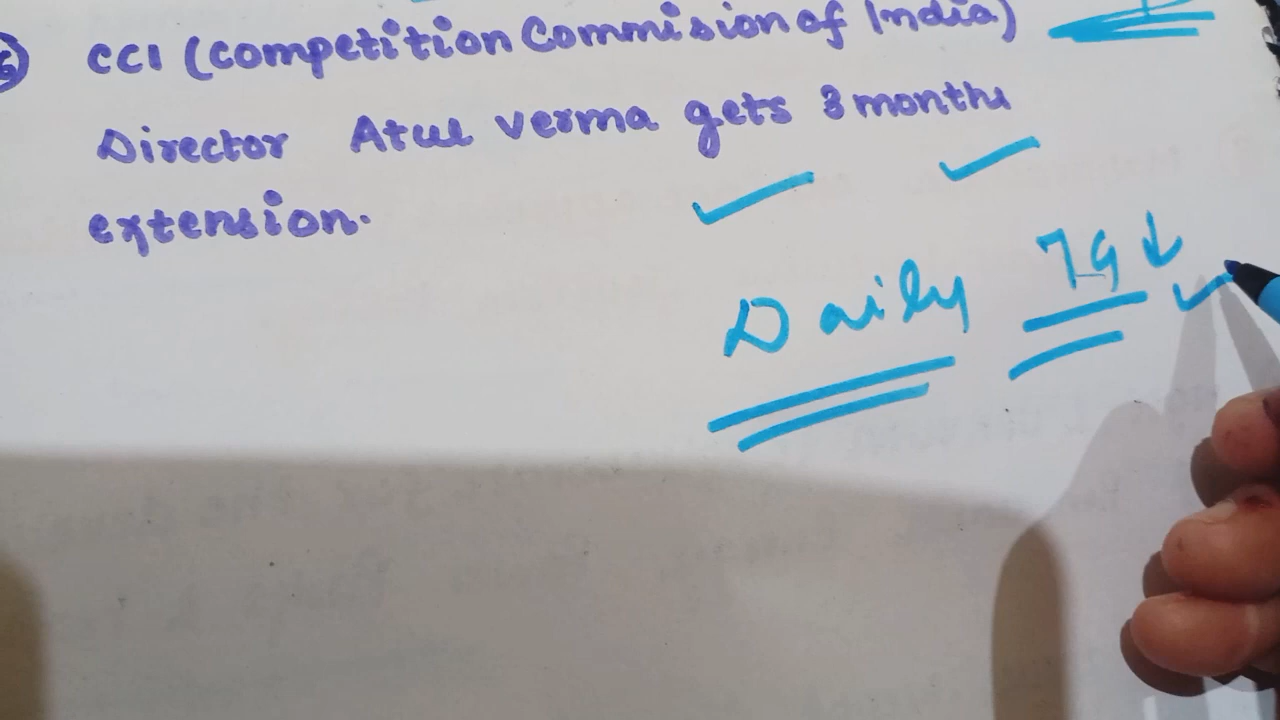 CCI (Competition Commision of India)
Director Atul Verma gets 3 months
extension.
Daily